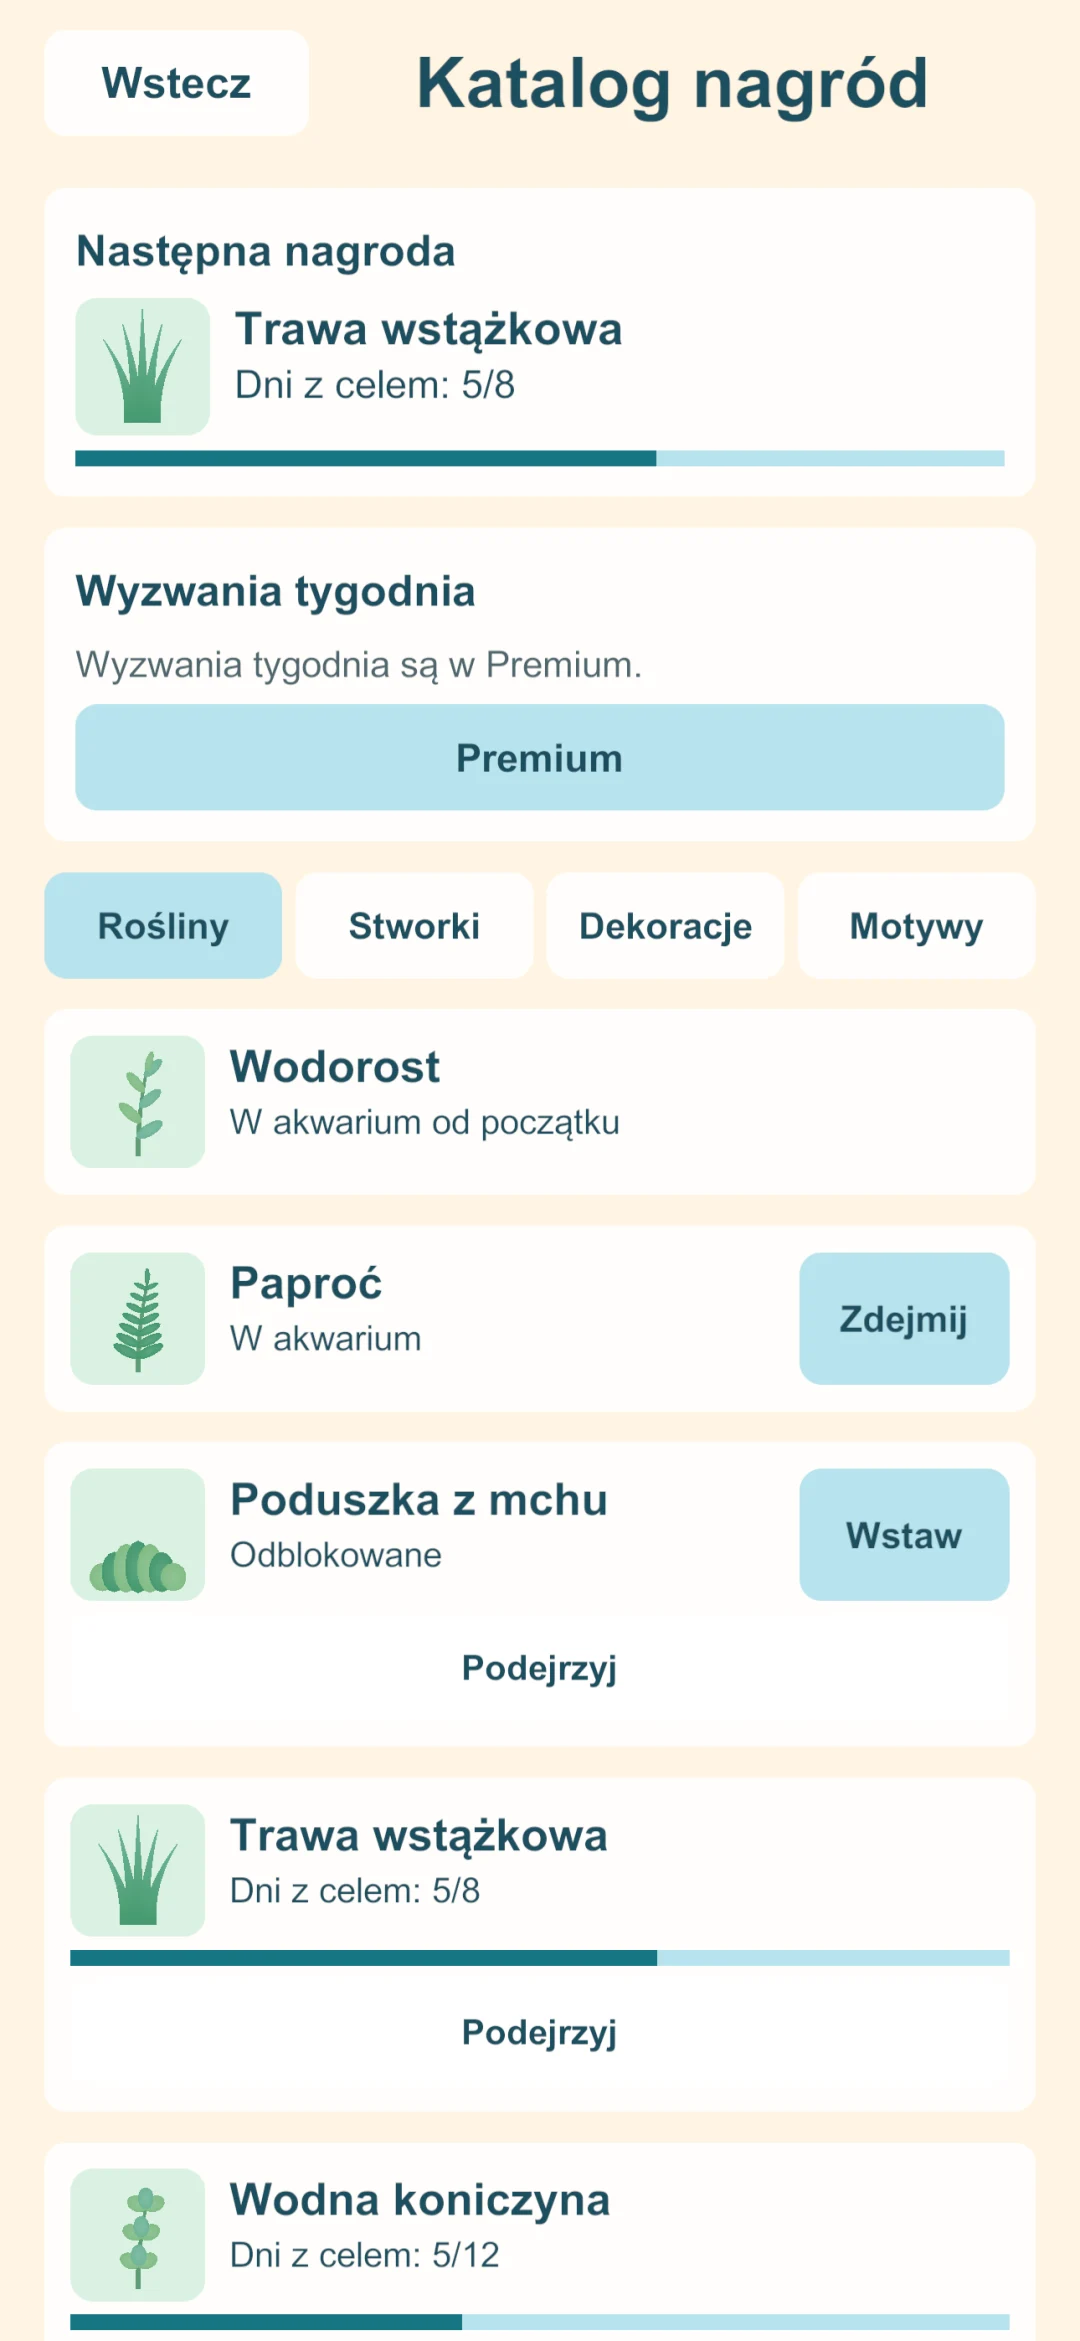 Wstecz
Katalog nagród
Następna nagroda
Trawa wstążkowa
Dni z celem: 5/8
Wyzwania tygodnia
Wyzwania tygodnia są w Premium.
Premium
Rośliny
Stworki
Dekoracje
Motywy
Wodorost
W akwarium od początku
Paproć
W akwarium
Zdejmij
Poduszka z mchu
Odblokowane
Wstaw
Podejrzyj
Trawa wstążkowa
Dni z celem: 5/8
Podejrzyj
Wodna koniczyna
Dni z celem: 5/12